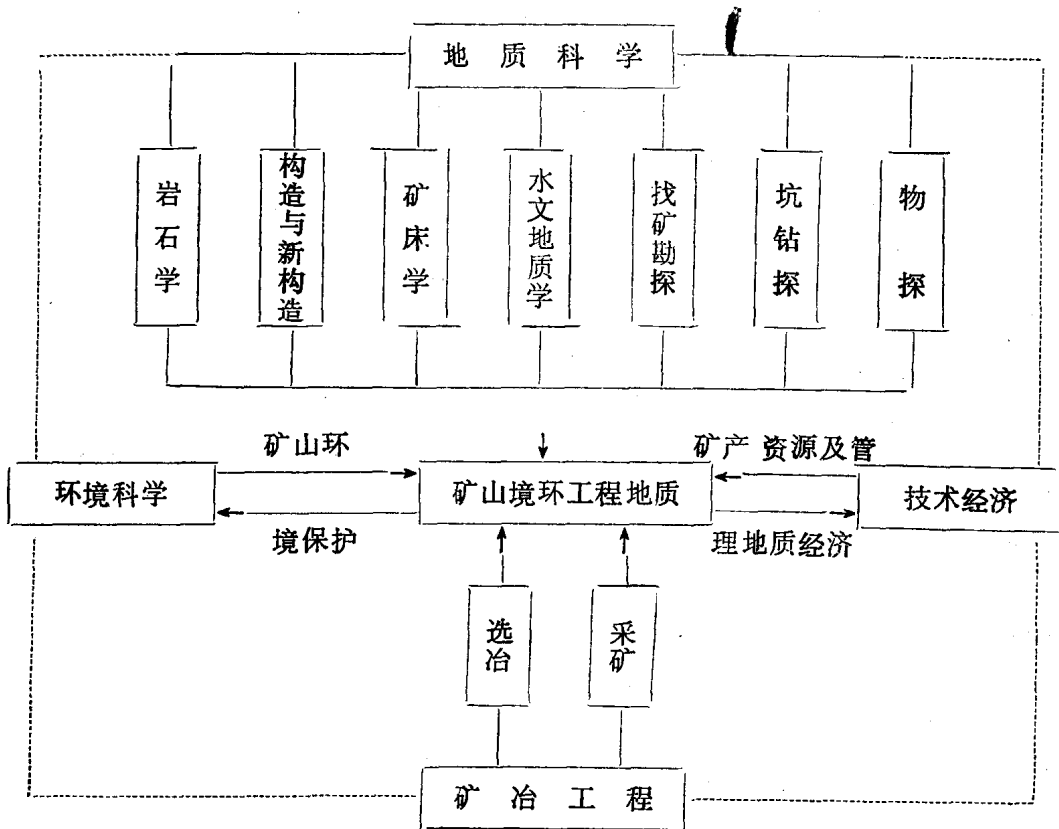 地质科学
岩石学
构造与新构造
矿床学
水文地质学
找矿勘探
坑钻探
物探
矿山环
矿产资源及管
环境科学
矿山境环工程地质
技术经济
境保护
理地质经济
选冶
采矿
矿冶工程